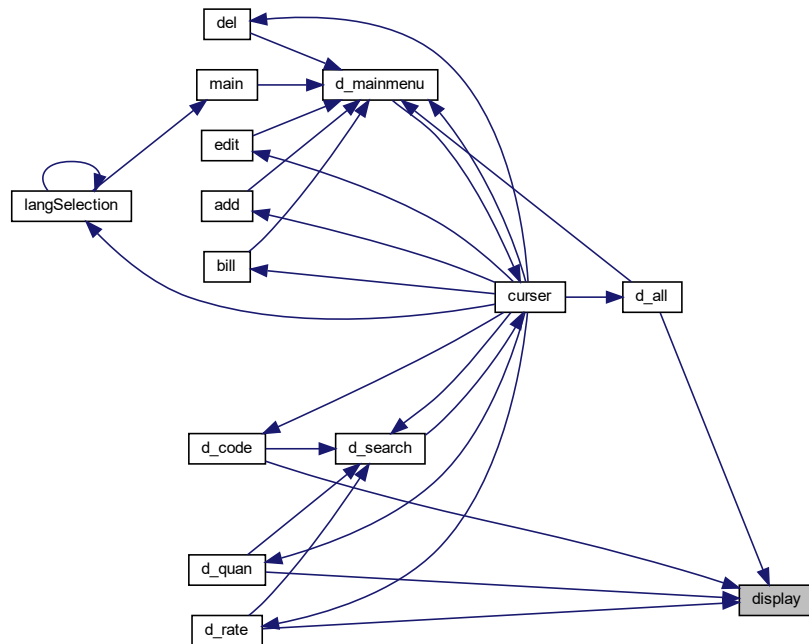 del
main
d_mainmenu
edit
langSelection
add
bill
curser
d_all
d_code
d_search
d_quan
display
d_rate